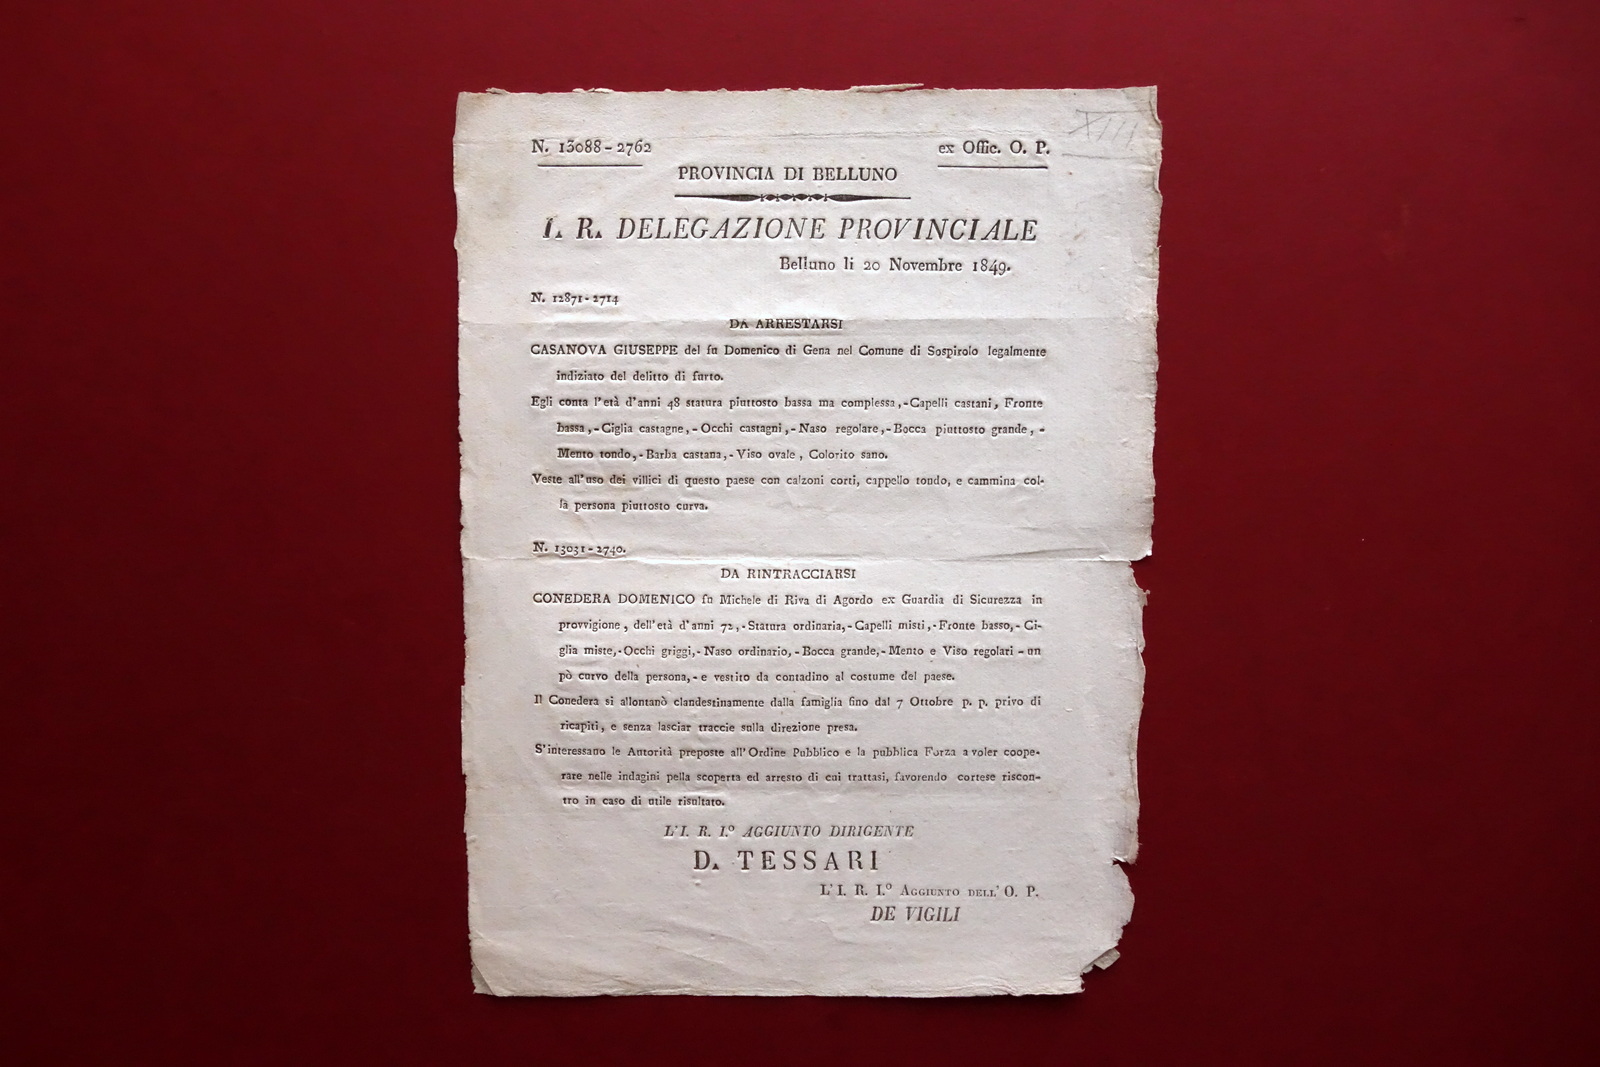 XIII
N. 13088-2762
ex Offic. O. P.
PROVINCIA DI BELLUNO
I. R. DELEGAZIONE PROVINCIALE
Belluno li 20 Novembre 1849.
N. 12871-2714
DA ARRESTARSI
CASANOVA GIUSEPPE del fu Domenico di Gena nel Comune di Sospirolo legalmente
indiziato del delitto di furto.
Egli conta l'età d'anni 48 statura piuttosto bassa ma complessa,-Capelli castani, Fronte
bassa,-Ciglia castagne,-Occhi castagni,-Naso regolare,-Bocca piuttosto grande,-
Mento tondo,-Barba castana,-Viso ovale, Colorito sano.
Veste all'uso dei villici di questo paese con calzoni corti, cappello tondo, e cammina col-
la persona piuttosto curva.
N. 13031-2740.
DA RINTRACCIARSI
CONEDERA DOMENICO fu Michele di Riva di Agordo ex Guardia di Sicurezza in
provvigione, dell'età d'anni 72,-Statura ordinaria,-Capelli misti,-Fronte basso,-Ci-
glia miste,-Occhi griggi,-Naso ordinario,-Bocca grande,-Mento e Viso regolari-un
pò curvo della persona,-e vestito da contadino al costume del paese.
Il Conedera si allontanò clandestinamente dalla famiglia fino dal 7 Ottobre p. p. privo di
ricapiti, e senza lasciar traccie sulla direzione presa.
S'interessano le Autorità preposte all'Ordine Pubblico e la pubblica Forza a voler coope-
rare nelle indagini pella scoperta ed arresto di cui trattasi, favorendo cortese riscon-
tro in caso di utile risultato.
L'I. R. I.° AGGIUNTO DIRIGENTE
D. TESSARI
L'I. R. I.° AGGIUNTO DELL'O. P.
DE VIGILI